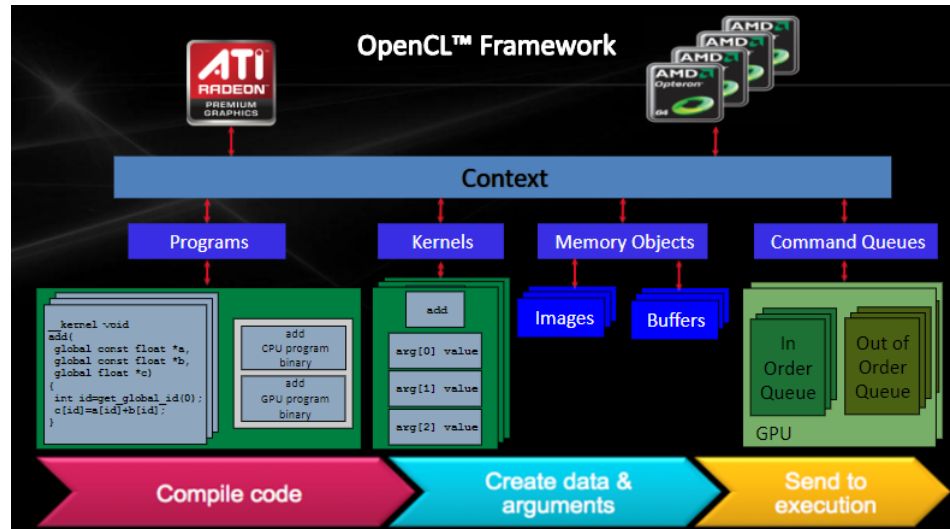 OpenCL™ Framework
ATI
RADEON™
PREMIUM
GRAPHICS
AMD
AMD
AMD
AMD
Opteron
64
Context
Programs
Kernels
Memory Objects
Command Queues
__kernel void
add(
global const float *a,
global const float *b,
global float *c)
{
int id=get_global_id(0);
c[id]=a[id]+b[id];
}
add
CPU program
binary
add
GPU program
binary
add
arg[0] value
arg[1] value
arg[2] value
Images
Buffers
In
Order
Queue
Out of
Order
Queue
GPU
Compile code
Create data &
arguments
Send to
execution